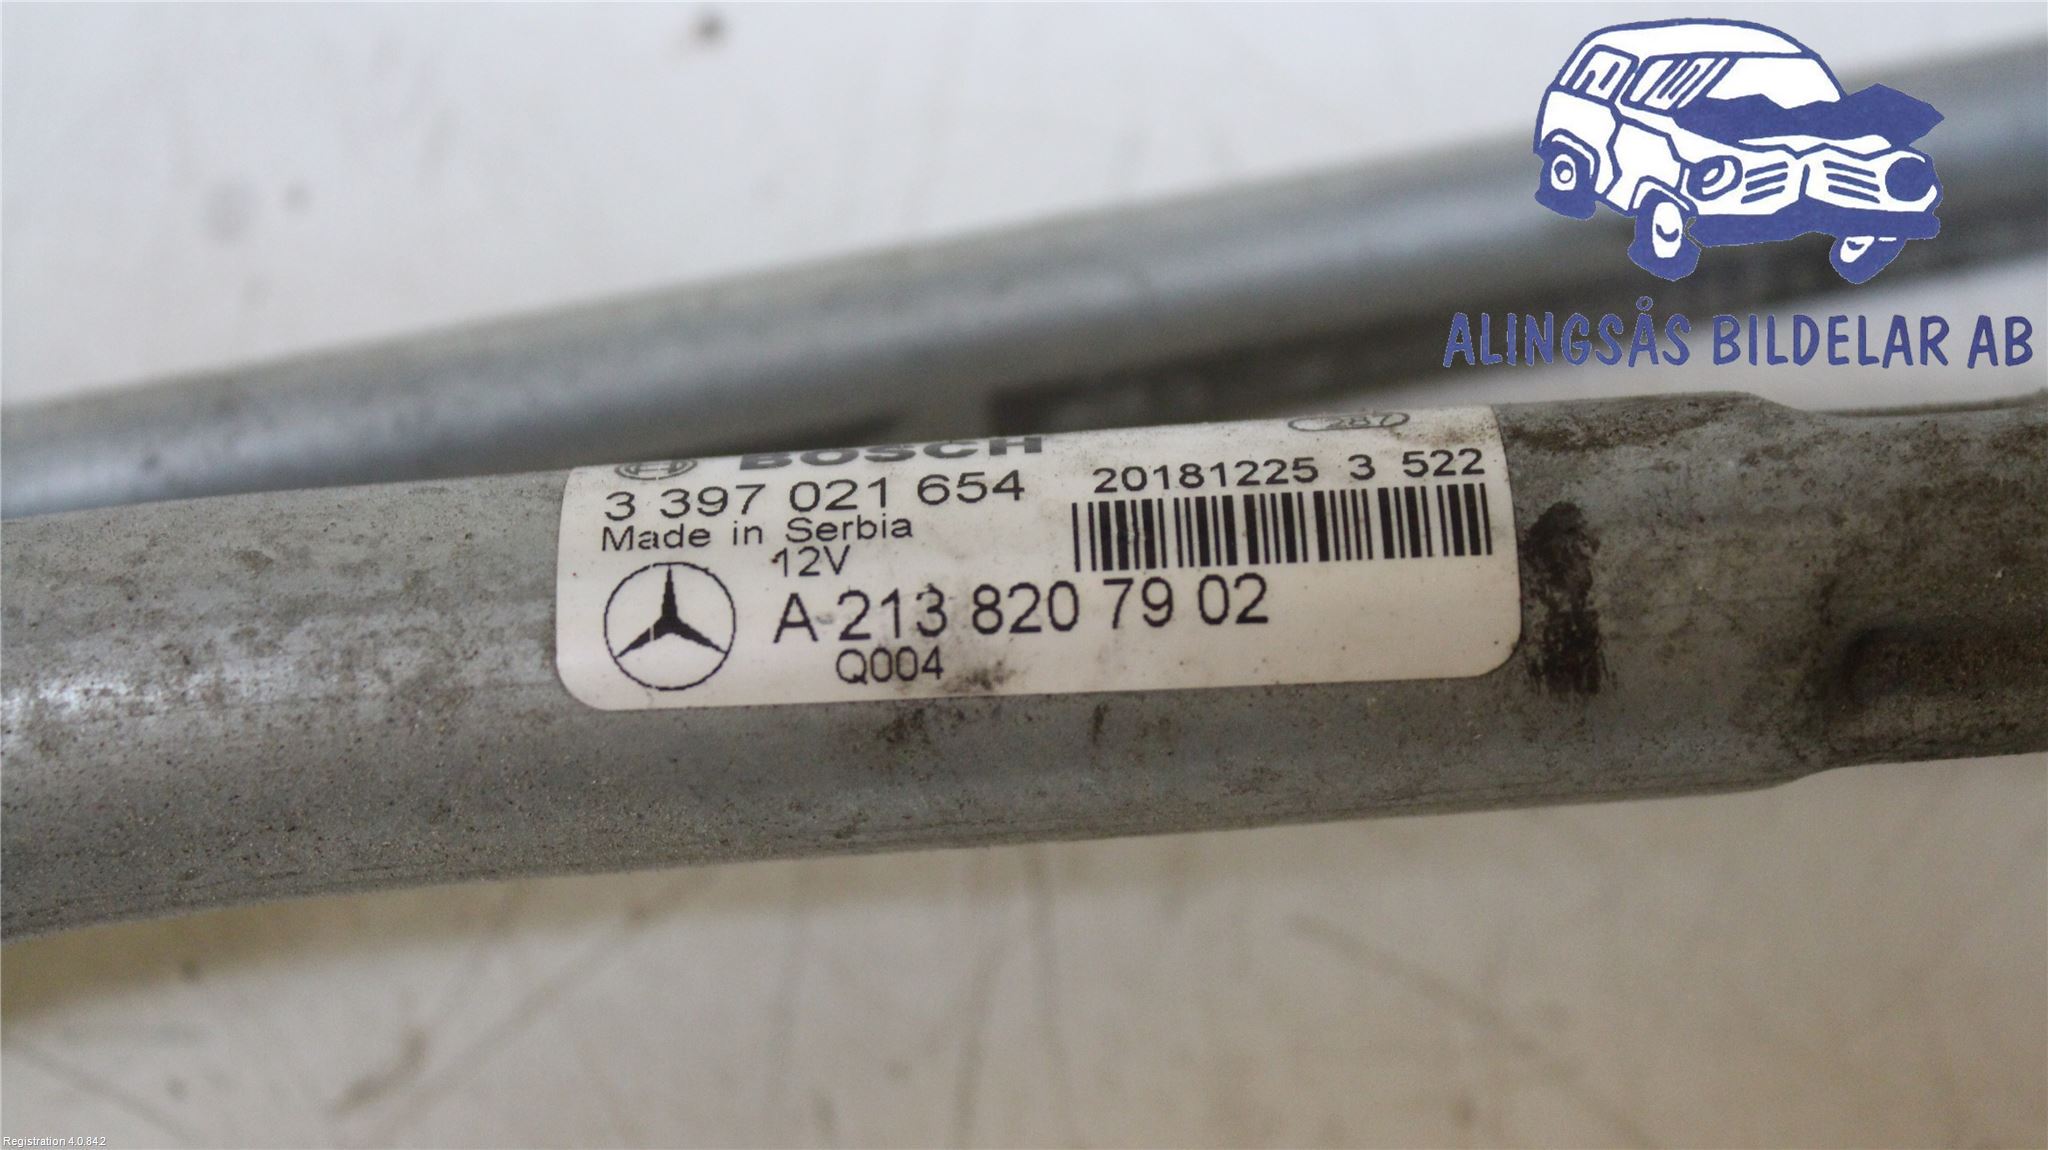 ALINGSÅS BILDELAR AB
BOSCH
287
3 397 021 654
20181225 3 522
Made in Serbia
12V
A 213 820 79 02
Q004
Registration 4.0.84.2